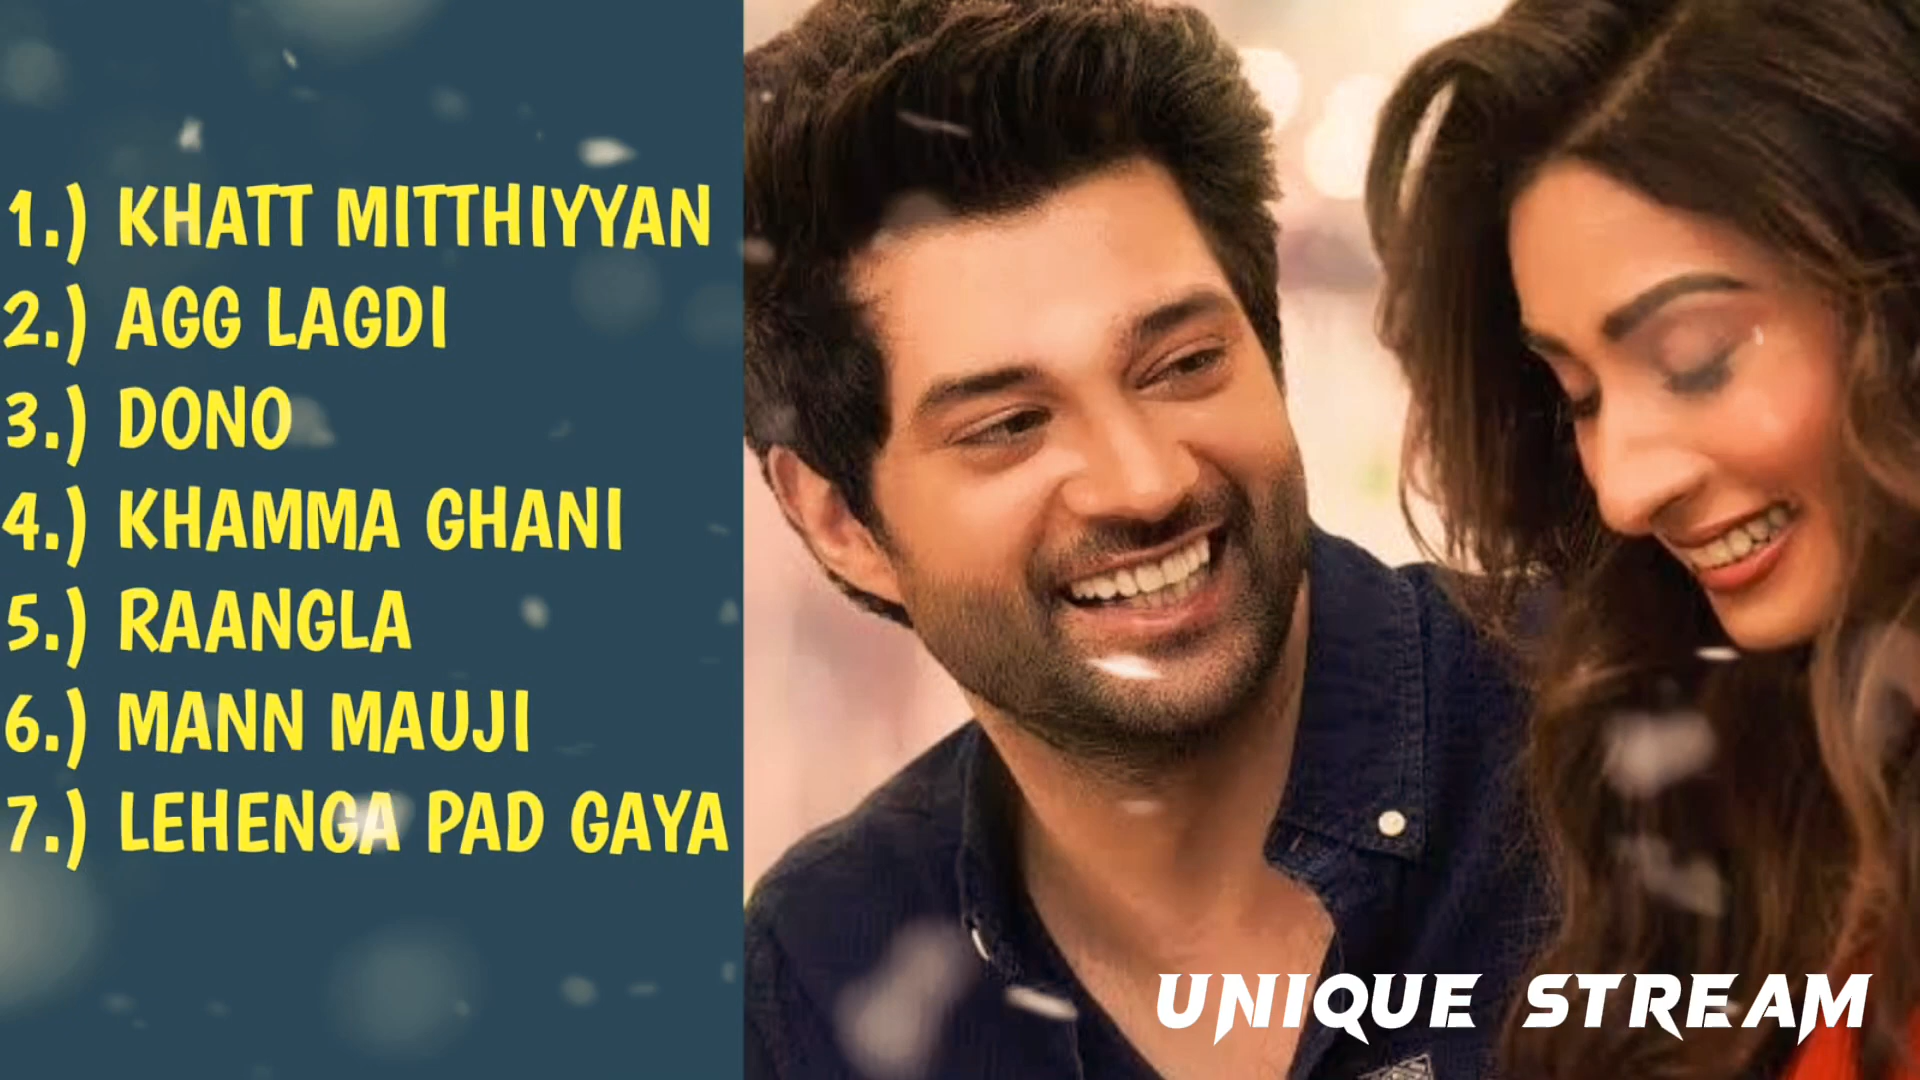 1.) KHATT MITTHIYYAN
2.) AGG LAGDI
3.) DONO
4.) KHAMMA GHANI
5.) RAANGLA
6.) MANN MAUJI
7.) LEHENGA PAD GAYA
UNIQUE STREAM